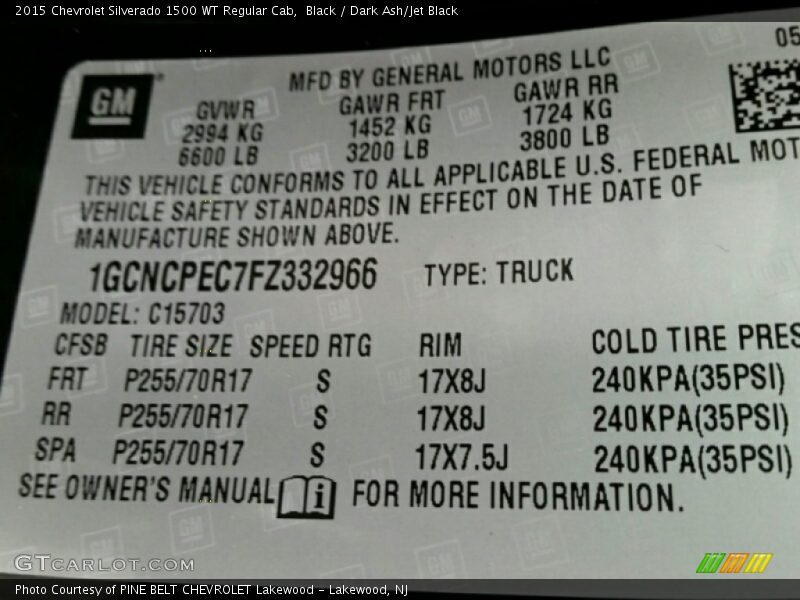 2015 Chevrolet Silverado 1500 WT Regular Cab, Black / Dark Ash/Jet Black
05
MFD BY GENERAL MOTORS LLC
GM
GVWR GAWR FRT GAWR RR
2994 KG 1452 KG 1724 KG
6600 LB 3200 LB 3800 LB
THIS VEHICLE CONFORMS TO ALL APPLICABLE U.S. FEDERAL MOT
VEHICLE SAFETY STANDARDS IN EFFECT ON THE DATE OF
MANUFACTURE SHOWN ABOVE.
1GCNCPEC7FZ332966 TYPE: TRUCK
MODEL: C15703
CFSB TIRE SIZE SPEED RTG RIM COLD TIRE PRES
FRT P255/70R17 S 17X8J 240KPA(35PSI)
RR P255/70R17 S 17X8J 240KPA(35PSI)
SPA P255/70R17 S 17X7.5J 240KPA(35PSI)
SEE OWNER'S MANUAL i FOR MORE INFORMATION.
GTCARLOT.COM
Photo Courtesy of PINE BELT CHEVROLET Lakewood - Lakewood, NJ